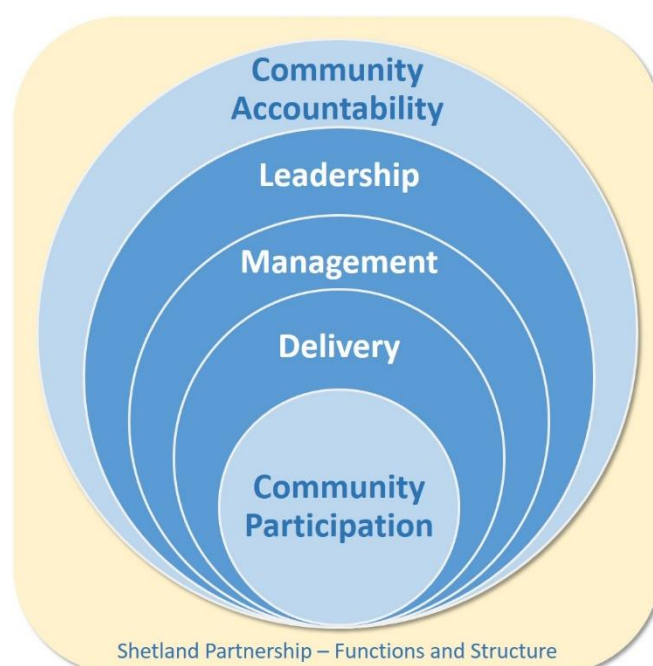 Community
Accountability
Leadership
Management
Delivery
Community
Participation
Shetland Partnership – Functions and Structure